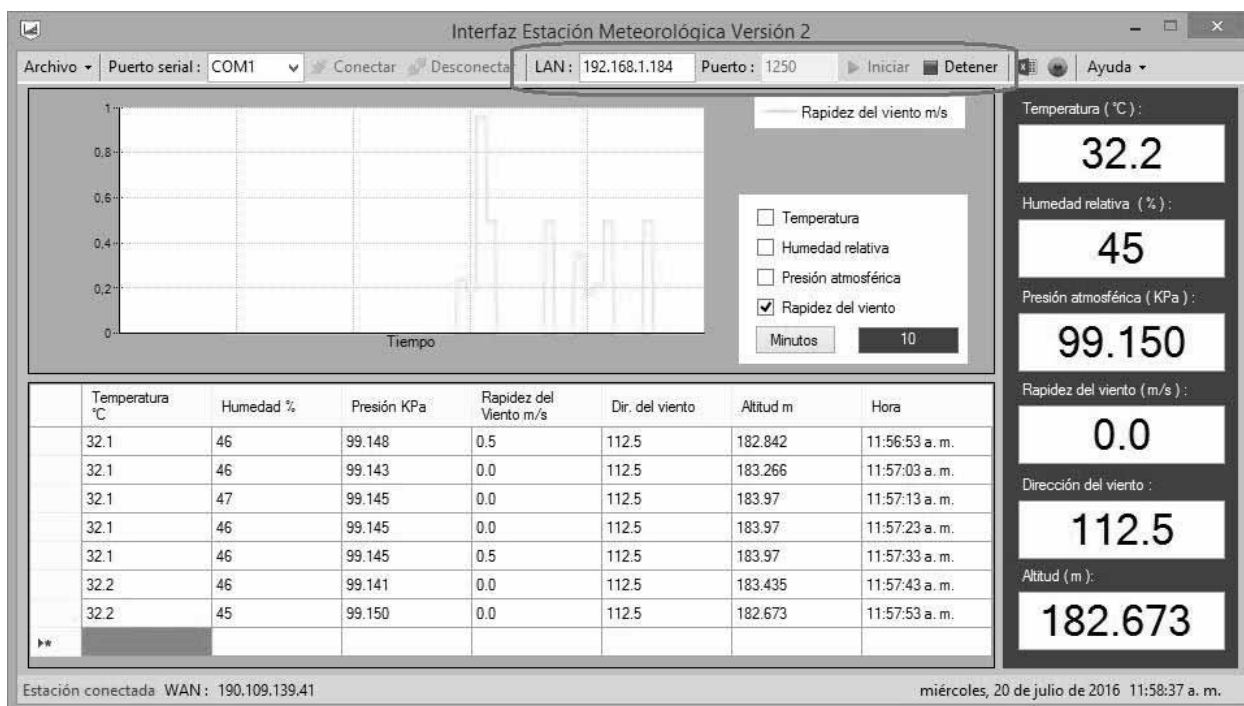 Interfaz Estación Meteorológica Versión 2
Archivo Puerto serial : COM1 Conectar Desconectar LAN : 192.168.1.184 Puerto : 1250 Iniciar Detener Ayuda
1
0,8
0,6
0,4
0,2
0
Tiempo
Rapidez del viento m/s
Temperatura
Humedad relativa
Presión atmosférica
Rapidez del viento
Minutos 10
Temperatura ( °C ) :
32.2
Humedad relativa ( % ) :
45
Presión atmosférica ( KPa ) :
99.150
Rapidez del viento ( m/s ) :
0.0
Dirección del viento :
112.5
Altitud ( m ):
182.673
Temperatura °C Humedad % Presión KPa Rapidez del Viento m/s Dir. del viento Altitud m Hora
32.1 46 99.148 0.5 112.5 182.842 11:56:53 a. m.
32.1 46 99.143 0.0 112.5 183.266 11:57:03 a. m.
32.1 47 99.145 0.0 112.5 183.97 11:57:13 a. m.
32.1 46 99.145 0.0 112.5 183.97 11:57:23 a. m.
32.1 46 99.145 0.5 112.5 183.97 11:57:33 a. m.
32.2 46 99.141 0.0 112.5 183.435 11:57:43 a. m.
32.2 45 99.150 0.0 112.5 182.673 11:57:53 a. m.
Estación conectada WAN : 190.109.139.41 miércoles, 20 de julio de 2016 11:58:37 a. m.